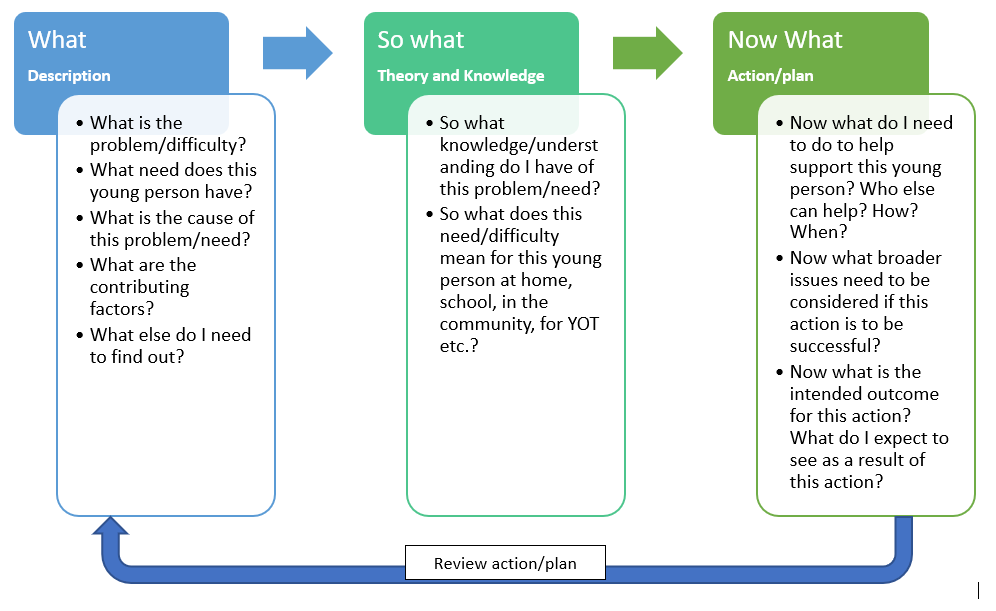 What
Description
• What is the
problem/difficulty?
• What need does this
young person have?
• What is the cause of
this problem/need?
• What are the
contributing
factors?
• What else do I need
to find out?
So what
Theory and Knowledge
• So what
knowledge/underst
anding do I have of
this problem/need?
• So what does this
need/difficulty
mean for this young
person at home,
school, in the
community, for YOT
etc.?
Now What
Action/plan
• Now what do I need
to do to help
support this young
person? Who else
can help? How?
When?
• Now what broader
issues need to be
considered if this
action is to be
successful?
• Now what is the
intended outcome
for this action?
What do I expect to
see as a result of
this action?
Review action/plan